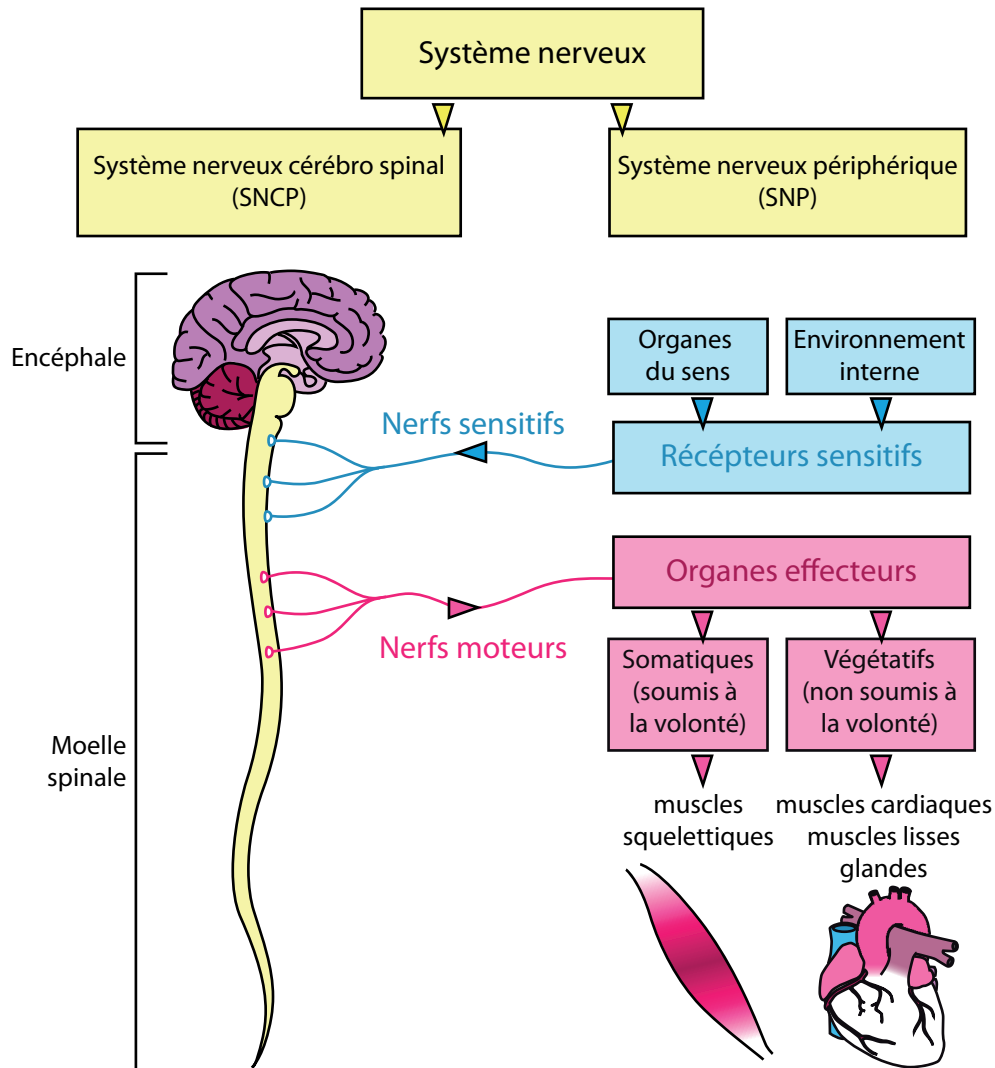 Système nerveux
Système nerveux cérébro spinal
(SNCP)
Système nerveux périphérique
(SNP)
Encéphale
Organes
du sens
Environnement
interne
Nerfs sensitifs
Récépteurs sensitifs
Organes effecteurs
Nerfs moteurs
Somatiques
(soumis à
la volonté)
Végétatifs
(non soumis à
la volonté)
Moelle
spinale
muscles
squelettiques
muscles cardiaques
muscles lisses
glandes